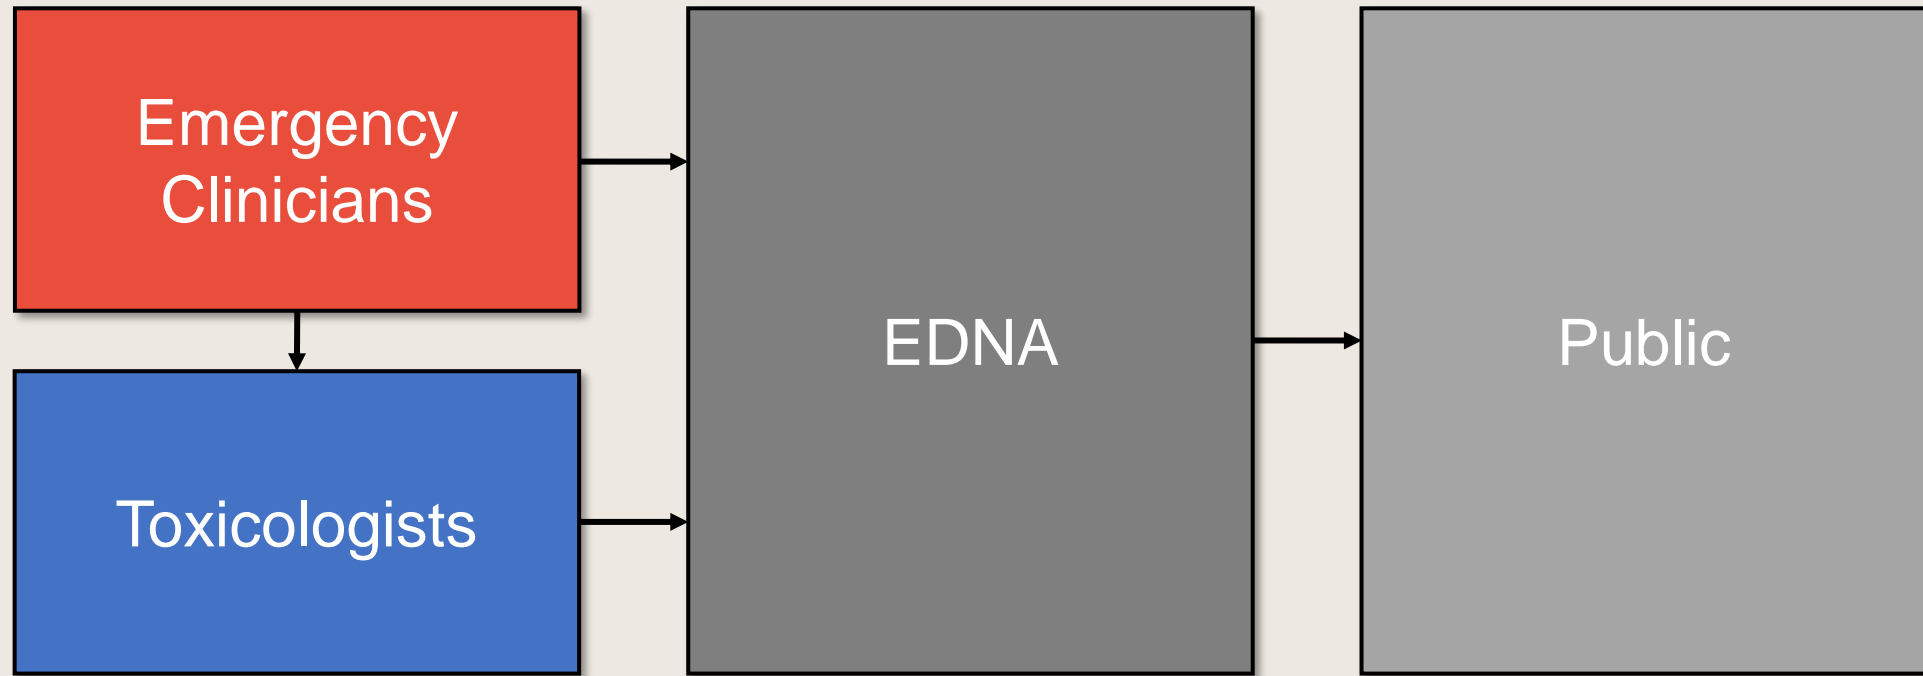 Emergency
Clinicians
EDNA
Public
Toxicologists